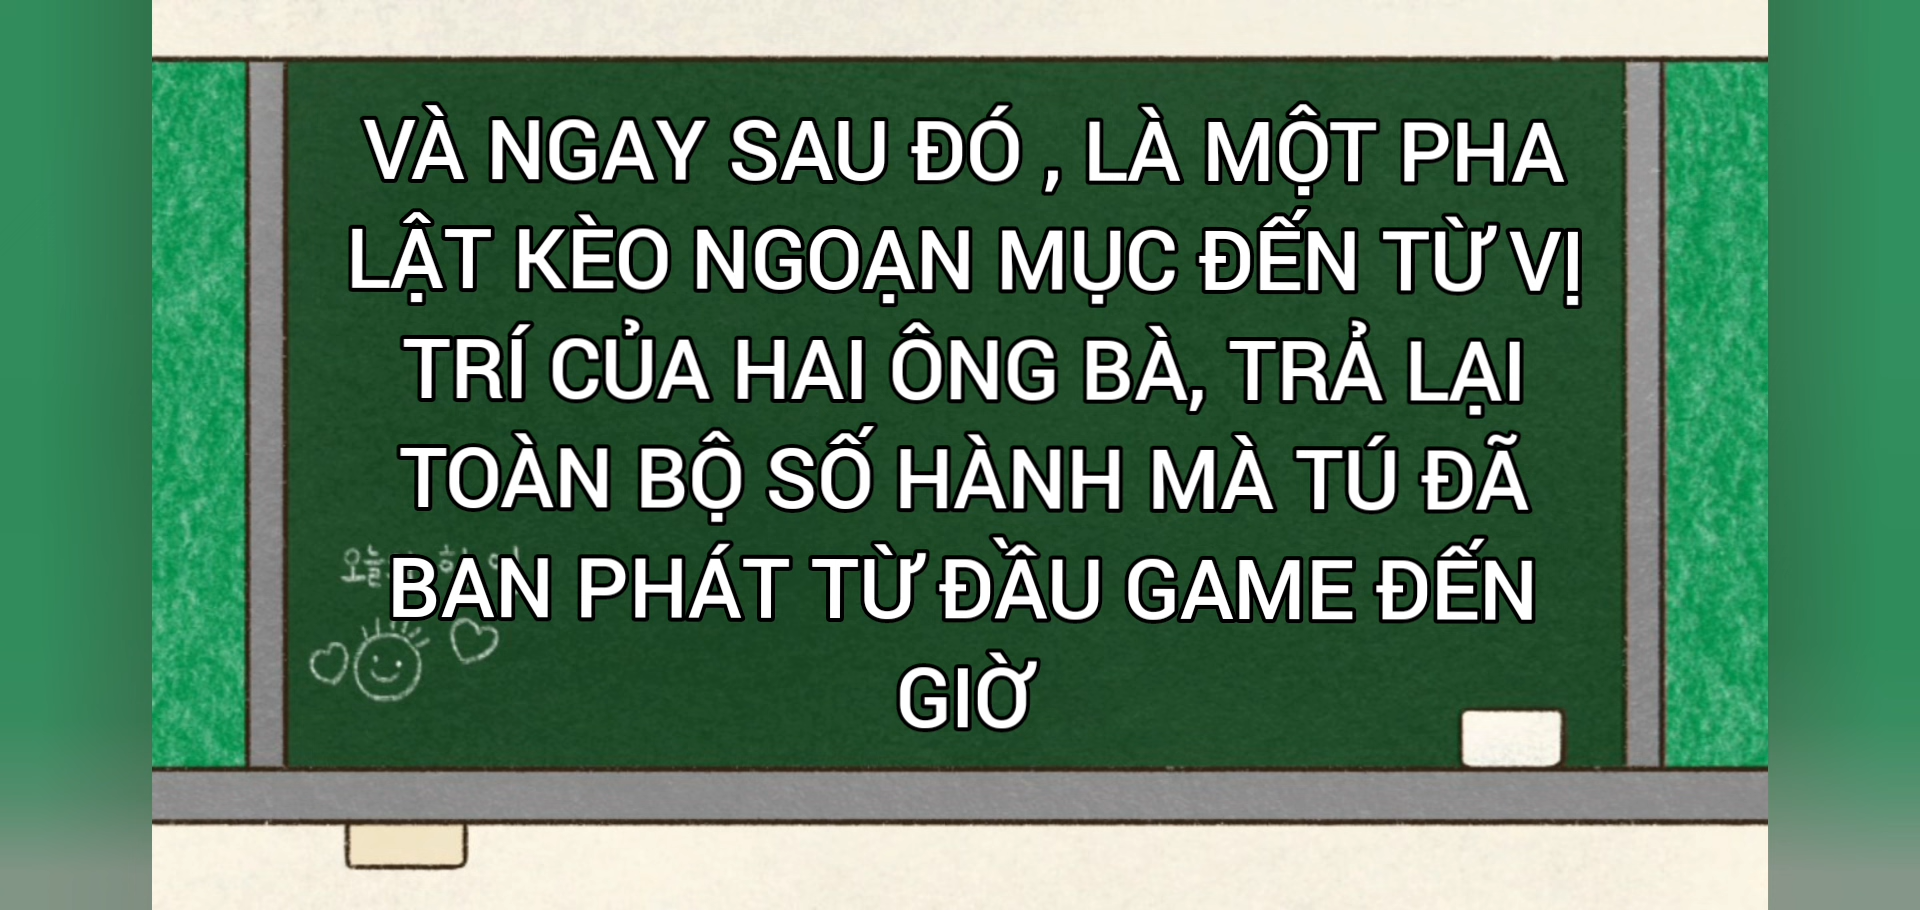 VÀ NGAY SAU ĐÓ , LÀ MỘT PHA
LẬT KÈO NGOẠN MỤC ĐẾN TỪ VỊ
TRÍ CỦA HAI ÔNG BÀ, TRẢ LẠI
TOÀN BỘ SỐ HÀNH MÀ TÚ ĐÃ
BAN PHÁT TỪ ĐẦU GAME ĐẾN
GIỜ